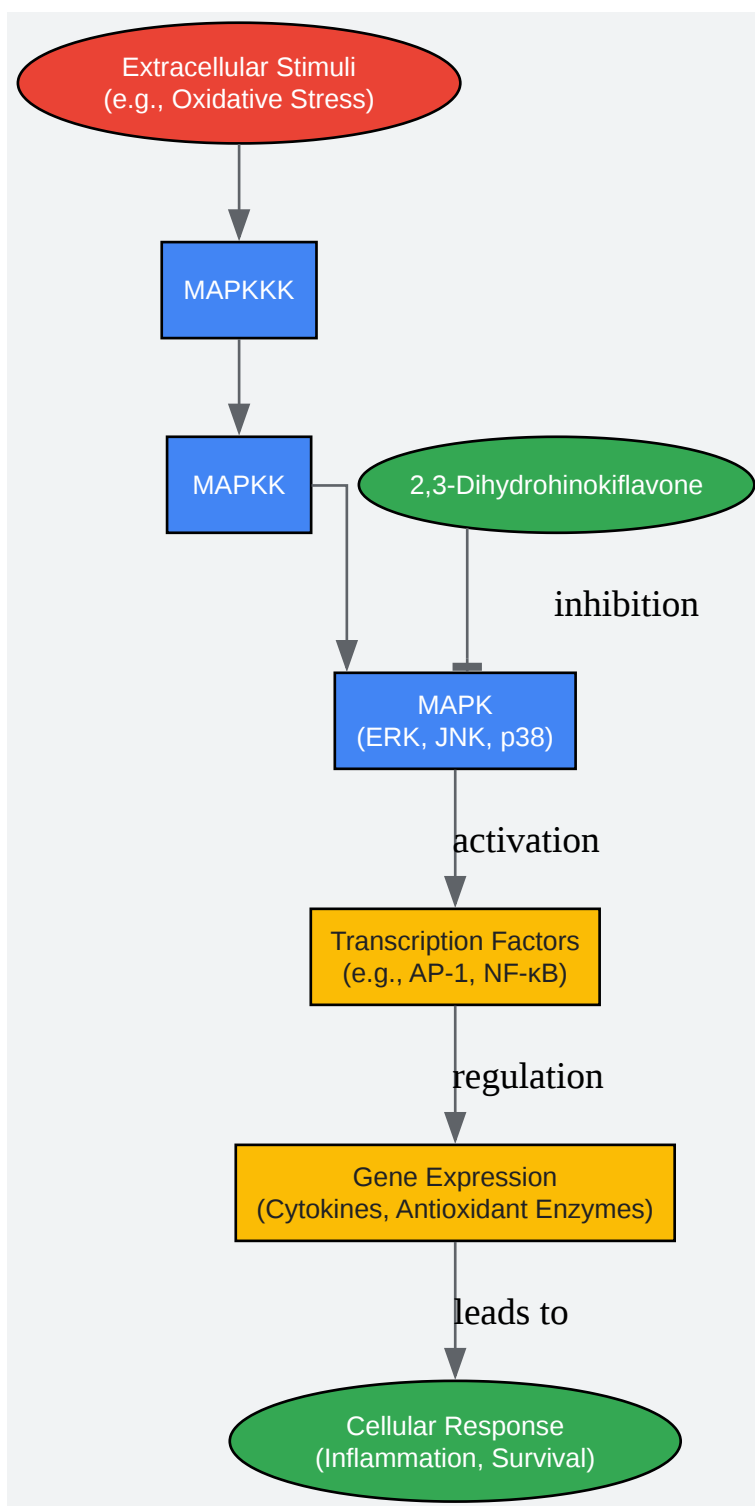 Extracellular Stimuli
(e.g., Oxidative Stress)
MAPKKK
MAPKK
2,3-Dihydrohinokiflavone
inhibition
MAPK
(ERK, JNK, p38)
activation
Transcription Factors
(e.g., AP-1, NF-κB)
regulation
Gene Expression
(Cytokines, Antioxidant Enzymes)
leads to
Cellular Response
(Inflammation, Survival)